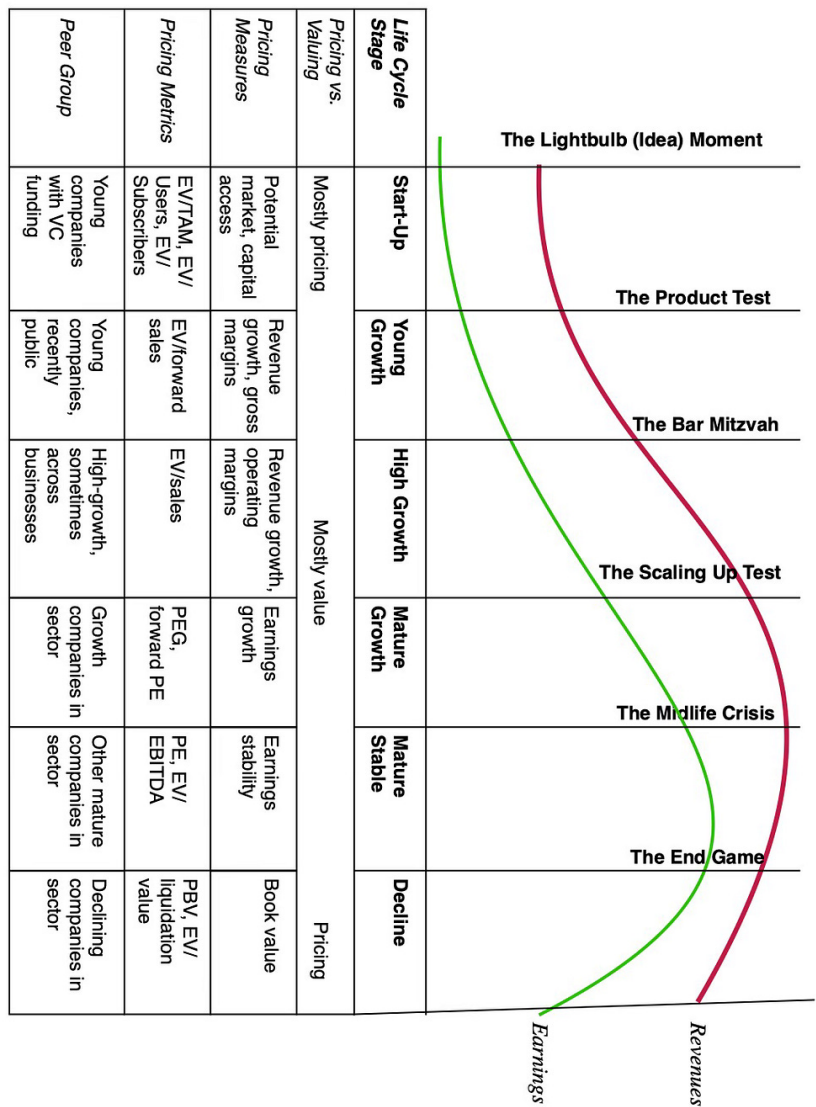 The Lightbulb (Idea) Moment
The Product Test
The Bar Mitzvah
The Scaling Up Test
The Midlife Crisis
The End Game
Revenues
Earnings
Life Cycle
Stage
Start-Up
Young
Growth
High Growth
Mature
Growth
Mature
Stable
Decline
Pricing vs.
Valuing
Mostly pricing
Mostly value
Pricing
Pricing
Measures
Potential
market, capital
access
Revenue
growth, gross
margins
Revenue growth,
operating
margins
Earnings
growth
Earnings
stability
Book value
Pricing Metrics
EV/TAM, EV/
Users, EV/
Subscribers
EV/forward
sales
EV/sales
PEG,
forward PE
PE, EV/
EBITDA
PBV, EV/
liquidation
value
Peer Group
Young
companies
with VC
funding
Young
companies,
recently
public
High-growth,
sometimes
across
businesses
Growth
companies in
sector
Other mature
companies in
sector
Declining
companies in
sector